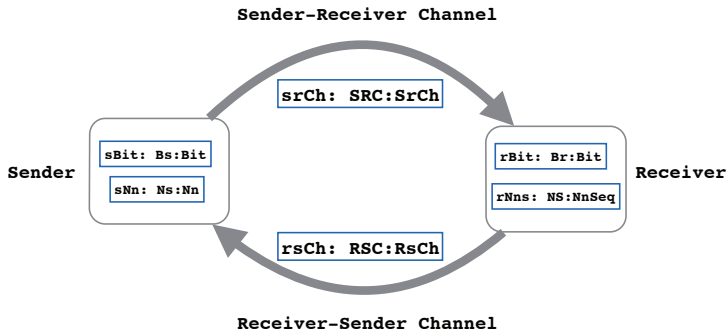 Sender-Receiver Channel
srCh: SRC:SrCh
Sender
sBit: Bs:Bit
sNn: Ns:Nn
rBit: Br:Bit
rNns: NS:NnSeq
Receiver
rsCh: RSC:RsCh
Receiver-Sender Channel